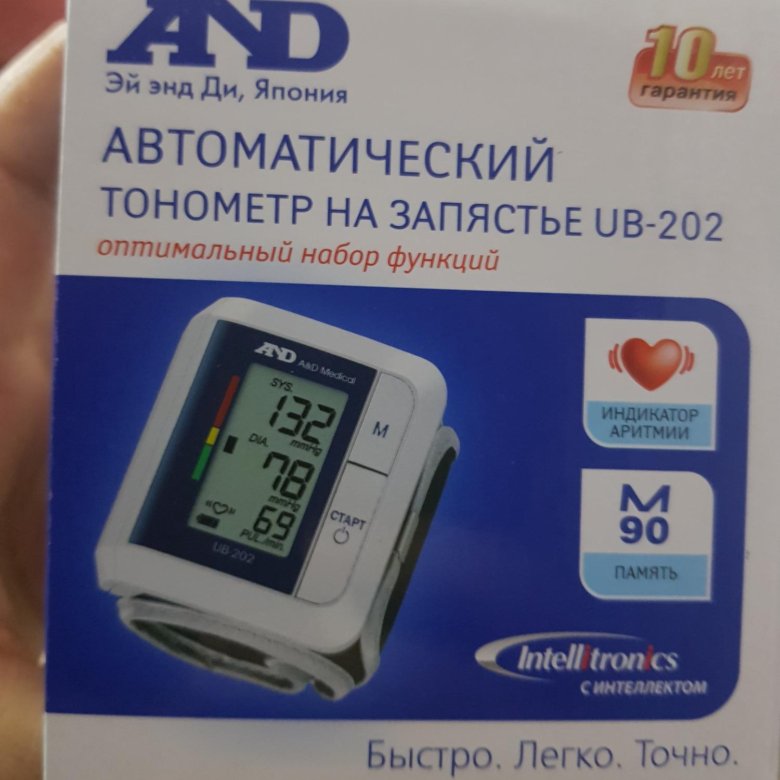 AND
Эй энд Ди, Япония
10 лет
гарантия
АВТОМАТИЧЕСКИЙ
ТОНОМЕТР НА ЗАПЯСТЬЕ UB-202
оптимальный набор функций
AND A&D Medical
SYS.
132
mmHg
DIA.
78
mmHg
69
PUL./min.
UB-202
M
СТАРТ
ИНДИКАТОР
АРИТМИИ
M
90
ПАМЯТЬ
Intellitronics
С ИНТЕЛЛЕКТОМ
Быстро. Легко. Точно.